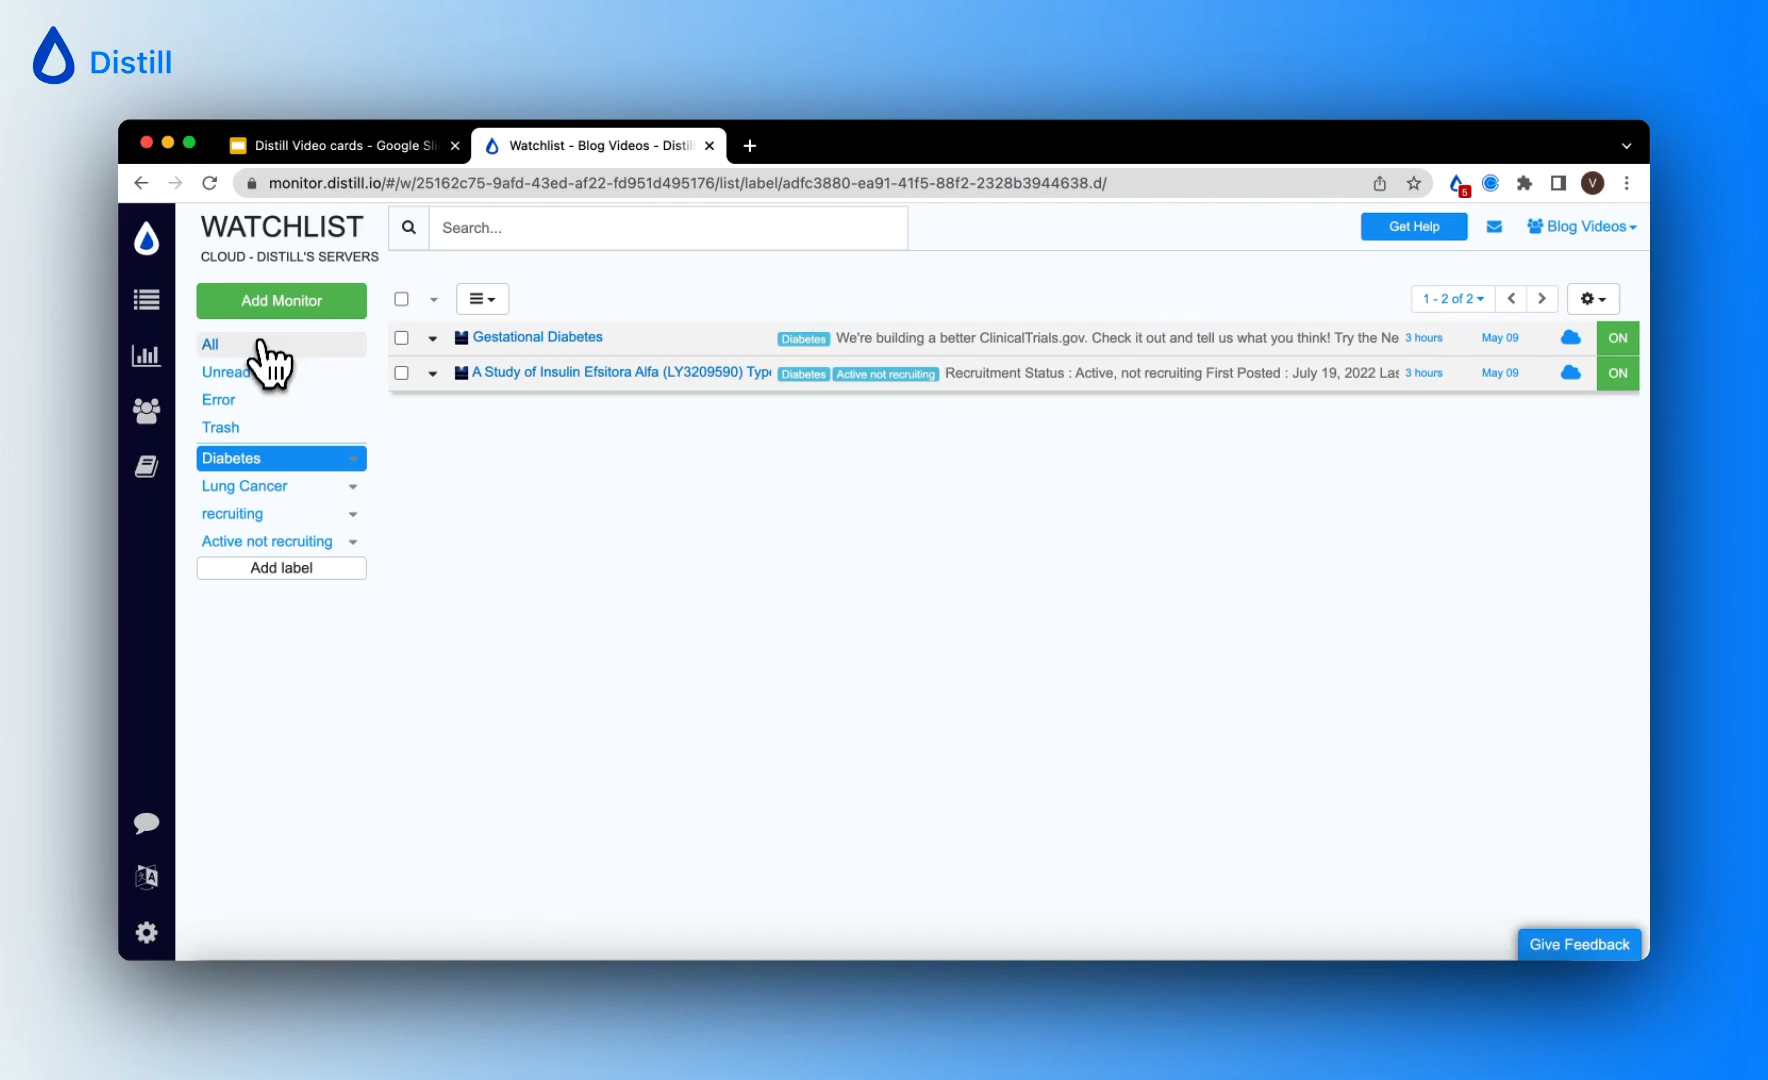 Distill
Distill Video cards - Google Sli
Watchlist - Blog Videos - Distill
monitor.distill.io/#/w/25162c75-9afd-43ed-af22-fd951d495176/list/label/adfc3880-ea91-41f5-88f2-2328b3944638.d/
5
V
WATCHLIST
CLOUD - DISTILL'S SERVERS
Search...
Get Help
Blog Videos
Add Monitor
1 - 2 of 2
All
Unread
Error
Trash
Diabetes
Lung Cancer
recruiting
Active not recruiting
Add label
Gestational Diabetes Diabetes We're building a better ClinicalTrials.gov. Check it out and tell us what you think! Try the Ne 3 hours May 09 ON
A Study of Insulin Efsitora Alfa (LY3209590) Type Diabetes Active not recruiting Recruitment Status : Active, not recruiting First Posted : July 19, 2022 Las 3 hours May 09 ON
A
Give Feedback